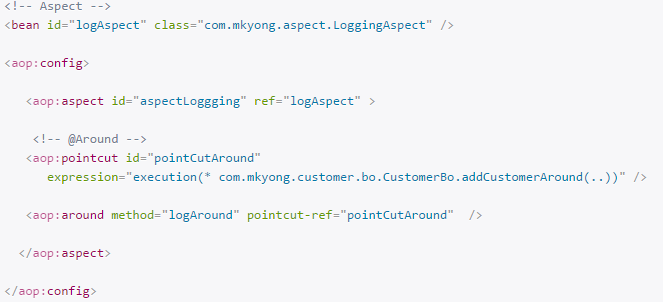 <!-- Aspect -->
<bean id="logAspect" class="com.mkyong.aspect.LoggingAspect" />
<aop:config>
<aop:aspect id="aspectLoggging" ref="logAspect" >
<!-- @Around -->
<aop:pointcut id="pointCutAround"
expression="execution(* com.mkyong.customer.bo.CustomerBo.addCustomerAround(..))" />
<aop:around method="logAround" pointcut-ref="pointCutAround"  />
</aop:aspect>
</aop:config>